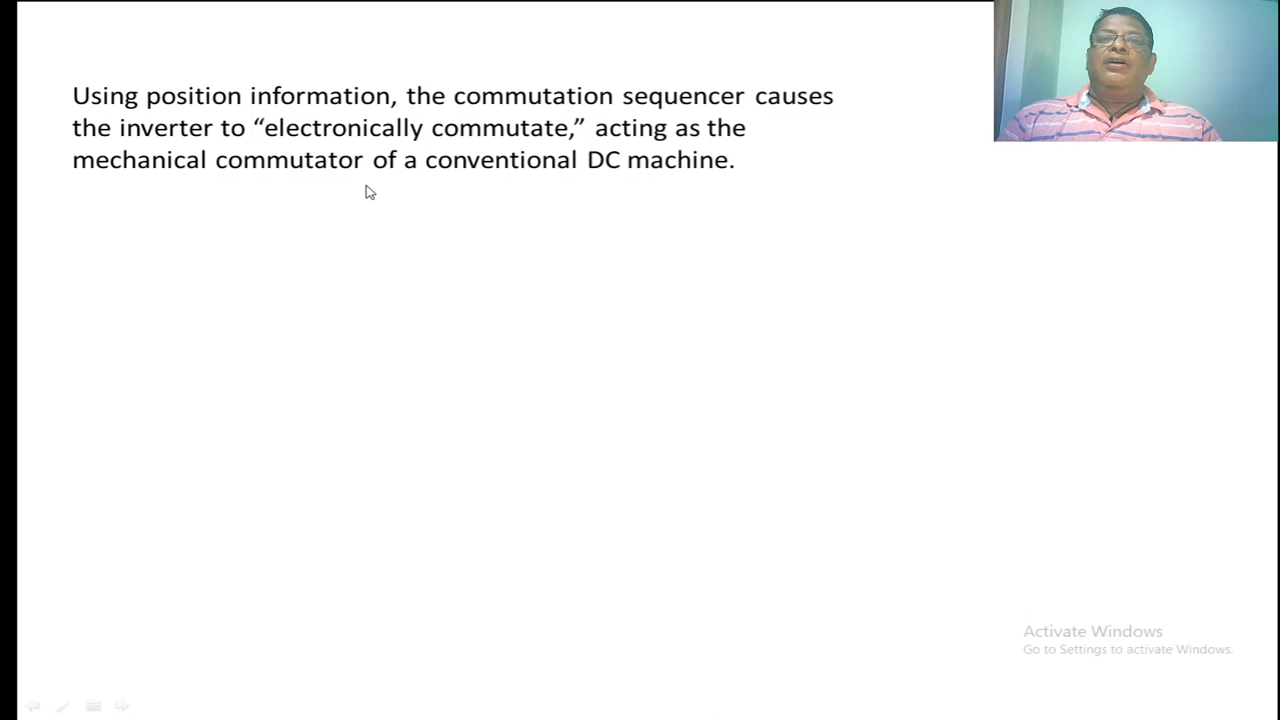 Using position information, the commutation sequencer causes
the inverter to “electronically commutate,” acting as the
mechanical commutator of a conventional DC machine.
Activate Windows
Go to Settings to activate Windows.